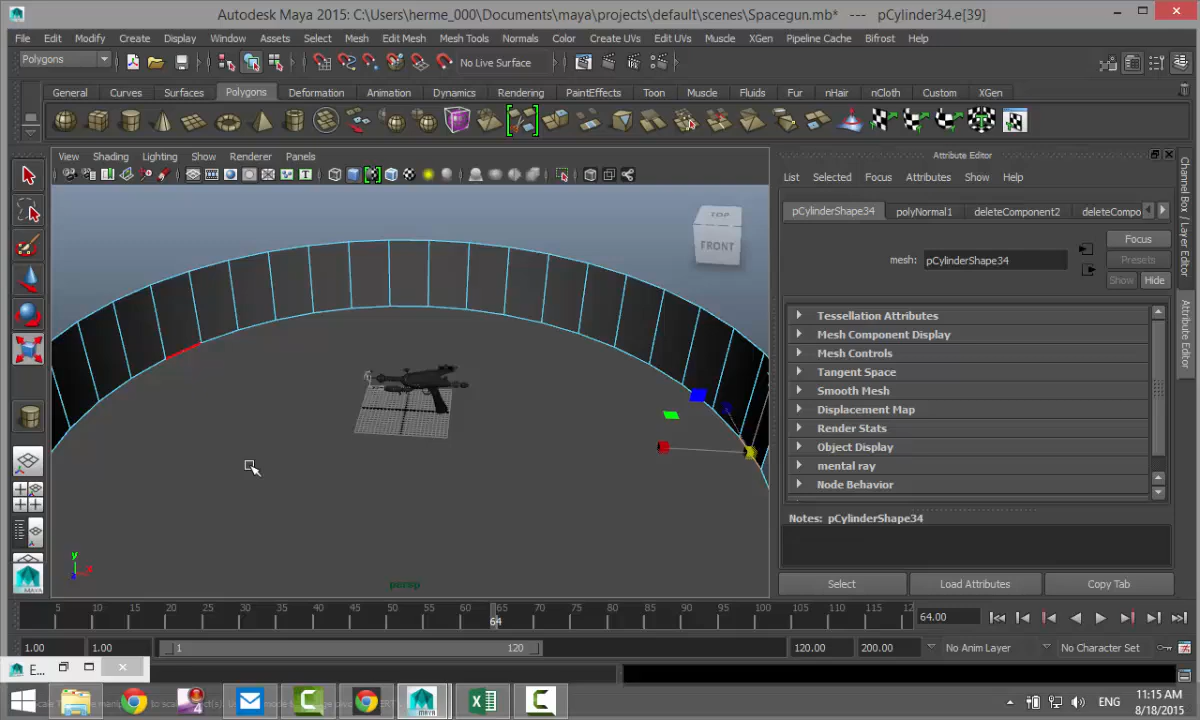 Autodesk Maya 2015: C:\Users\herme_000\Documents\maya\projects\default\scenes\Spacegun.mb* --- pCylinder34.e[39]
File Edit Modify Create Display Window Assets Select Mesh Edit Mesh Mesh Tools Normals Color Create UVs Edit UVs Muscle XGen Pipeline Cache Bifrost Help
Polygons No Live Surface
General Curves Surfaces Polygons Deformation Animation Dynamics Rendering PaintEffects Toon Muscle Fluids Fur nHair nCloth Custom XGen
View Shading Lighting Show Renderer Panels
Attribute Editor
List Selected Focus Attributes Show Help
pCylinderShape34 polyNormal1 deleteComponent2 deleteCompo
Focus
mesh: pCylinderShape34
Presets
Show Hide
Tessellation Attributes
Mesh Component Display
Mesh Controls
Tangent Space
Smooth Mesh
Displacement Map
Render Stats
Object Display
mental ray
Node Behavior
Notes: pCylinderShape34
Select Load Attributes Copy Tab
Channel Box / Layer Editor
Attribute Editor
TOP
FRONT
y
persp
5 10 15 20 25 30 35 40 45 50 55 60 65 70 75 80 85 90 95 100 105 110 115 12
64
64.00
1.00 1.00 1 120 120.00 200.00 No Anim Layer No Character Set
E...
MAYA
4
ENG
11:15 AM
8/18/2015